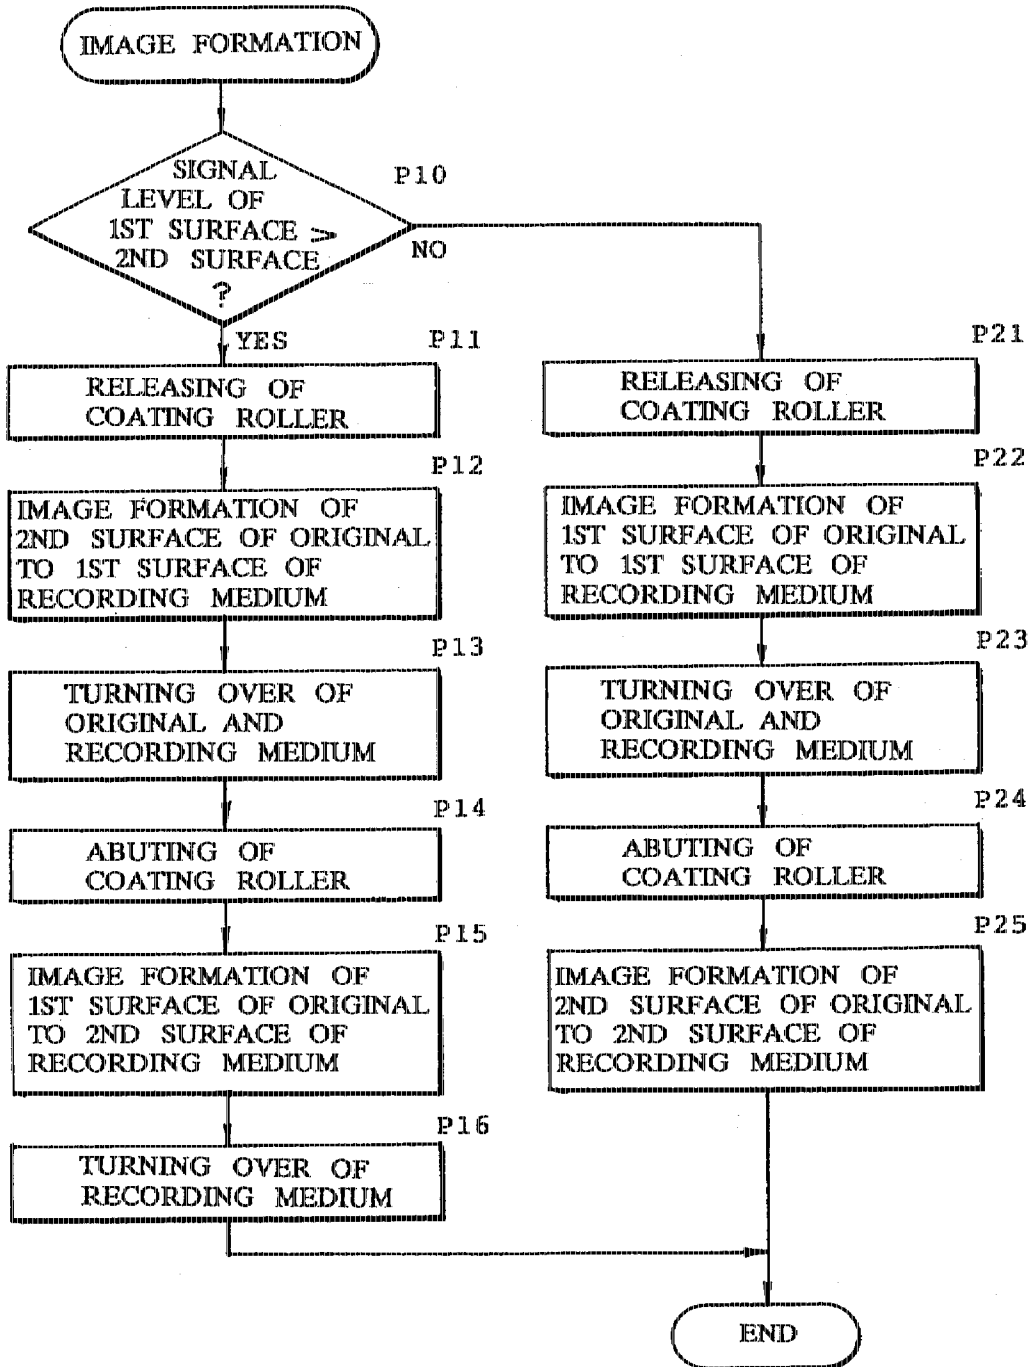 IMAGE FORMATION
P10
SIGNAL
LEVEL OF
1ST SURFACE ≥
2ND SURFACE
?
NO
YES
P11
RELEASING OF
COATING ROLLER
P12
IMAGE FORMATION OF
2ND SURFACE OF ORIGINAL
TO 1ST SURFACE OF
RECORDING MEDIUM
P13
TURNING OVER OF
ORIGINAL AND
RECORDING MEDIUM
P14
ABUTING OF
COATING ROLLER
P15
IMAGE FORMATION OF
1ST SURFACE OF ORIGINAL
TO 2ND SURFACE OF
RECORDING MEDIUM
P16
TURNING OVER OF
RECORDING MEDIUM
P21
RELEASING OF
COATING ROLLER
P22
IMAGE FORMATION OF
1ST SURFACE OF ORIGINAL
TO 1ST SURFACE OF
RECORDING MEDIUM
P23
TURNING OVER OF
ORIGINAL AND
RECORDING MEDIUM
P24
ABUTING OF
COATING ROLLER
P25
IMAGE FORMATION OF
2ND SURFACE OF ORIGINAL
TO 2ND SURFACE OF
RECORDING MEDIUM
END